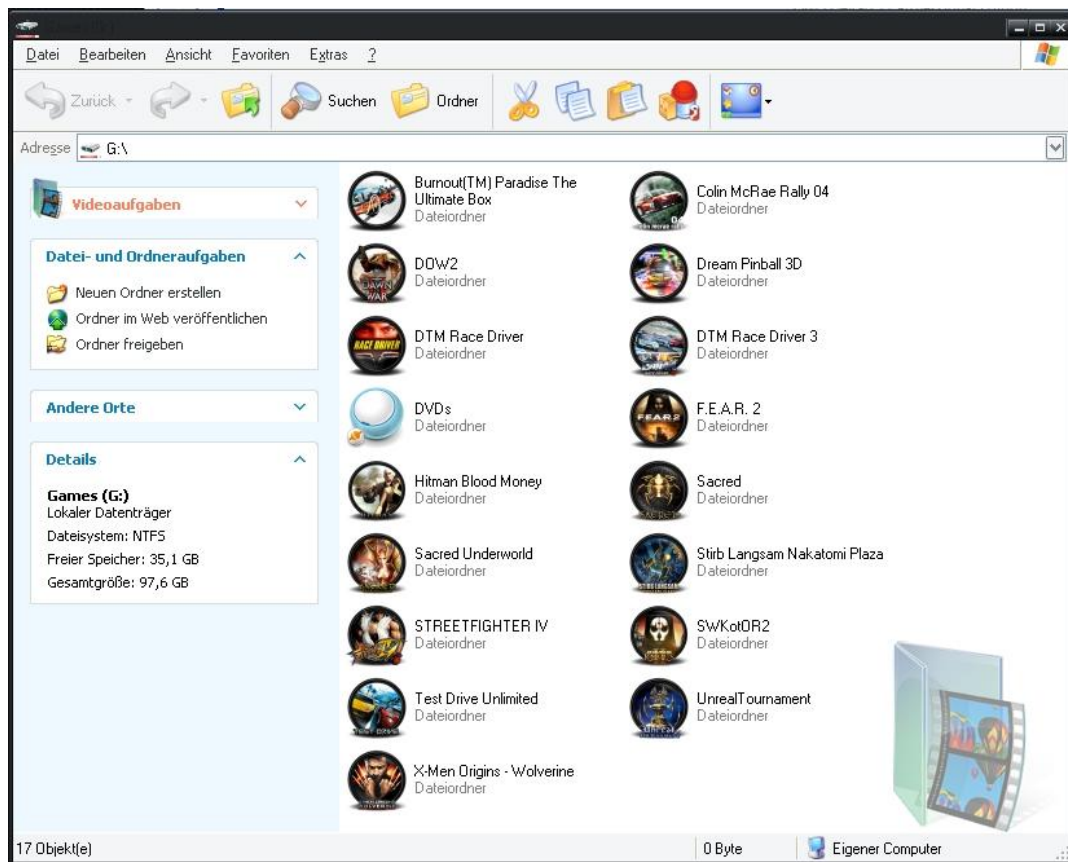 Datei Bearbeiten Ansicht Favoriten Extras ?
Zurück Suchen Ordner
Adresse G:\
Videoaufgaben
Datei- und Ordneraufgaben
Neuen Ordner erstellen
Ordner im Web veröffentlichen
Ordner freigeben
Andere Orte
Details
Games (G:)
Lokaler Datenträger
Dateisystem: NTFS
Freier Speicher: 35,1 GB
Gesamtgröße: 97,6 GB
Burnout(TM) Paradise The
Ultimate Box
Dateiordner
Colin McRae Rally 04
Dateiordner
DOW2
Dateiordner
Dream Pinball 3D
Dateiordner
DTM Race Driver
Dateiordner
DTM Race Driver 3
Dateiordner
DVDs
Dateiordner
F.E.A.R. 2
Dateiordner
Hitman Blood Money
Dateiordner
Sacred
Dateiordner
Sacred Underworld
Dateiordner
Stirb Langsam Nakatomi Plaza
Dateiordner
STREETFIGHTER IV
Dateiordner
SWKotOR2
Dateiordner
Test Drive Unlimited
Dateiordner
UnrealTournament
Dateiordner
X-Men Origins - Wolverine
Dateiordner
17 Objekt(e) 0 Byte Eigener Computer